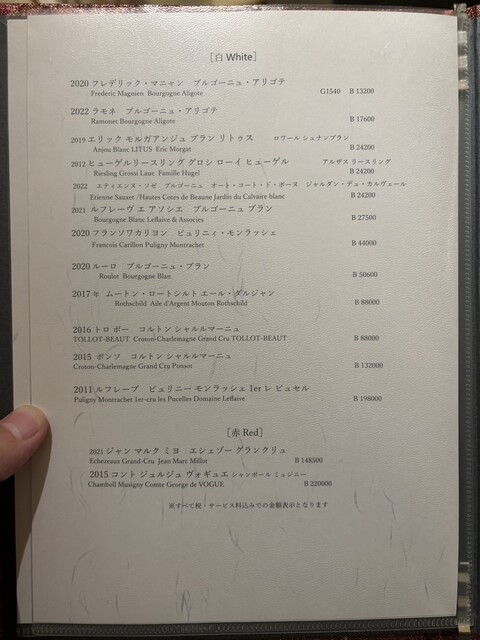 [白 White]
2020 フレデリック・マニャン ブルゴーニュ・アリゴテ
Frederic Magnien Bourgogne Aligote G1540 B 13200
2022 ラモネ ブルゴーニュ・アリゴテ
Ramonet Bourgogne Aligote B 17600
2019 エリック モルガアンジュ ブラン リトゥス ロワール シュナンブラン
Anjou Blanc LITUS Eric Morgat B 24200
2012 ヒューゲルリースリング グロシ ローイ ヒューゲル アルザス リースリング
Riesling Grossi Laue Famille Hugel B 24200
2022 エティエンヌ・ソゼ ブルゴーニュ オート・コート・ド・ボーヌ ジャルダン・デュ・カルヴェール
Etienne Sauzet /Hautes Cotes de Beaune Jardin du Calvaire blanc B 24200
2021 ルフレーヴ エ アソシエ ブルゴーニュ ブラン
Bourgogne Blanc Leflaive & Associes B 27500
2020 フランソワカリヨン ピュリニィ・モンラッシェ
Francois Carillon Puligny Montrachet B 44000
2020 ルーロ ブルゴーニュ・ブラン
Roulot Bourgogne Blan B 50600
2017 年 ムートン・ロートシルト エール・ダルジャン
Rothschild Aile d'Argent Mouton Rothschild B 88000
2016 トロ ボー コルトン シャルルマーニュ
TOLLOT-BEAUT Croton-Charlemagne Grand Cru TOLLOT-BEAUT B 88000
2015 ポンソ コルトン シャルルマーニュ
Croton-Charlemagne Grand Cru Ponsot B 132000
2011 ルフレーブ ピュリニー モンラッシェ 1er レ ピュセル
Puligny Montrachet 1er-cru les Pucelles Domaine Leflaive B 198000
[赤 Red]
2021 ジャン マルク ミヨ エシェゾー グランクリュ
Echezeaux Grand-Cru Jean Marc Millot B 148500
2015 コント ジュルジュ ヴォギュエ シャンボール ミュジニー
Chamboll Musigny Comte George de VOGUE B 220000
※すべて税・サービス料込みでの金額表示となります